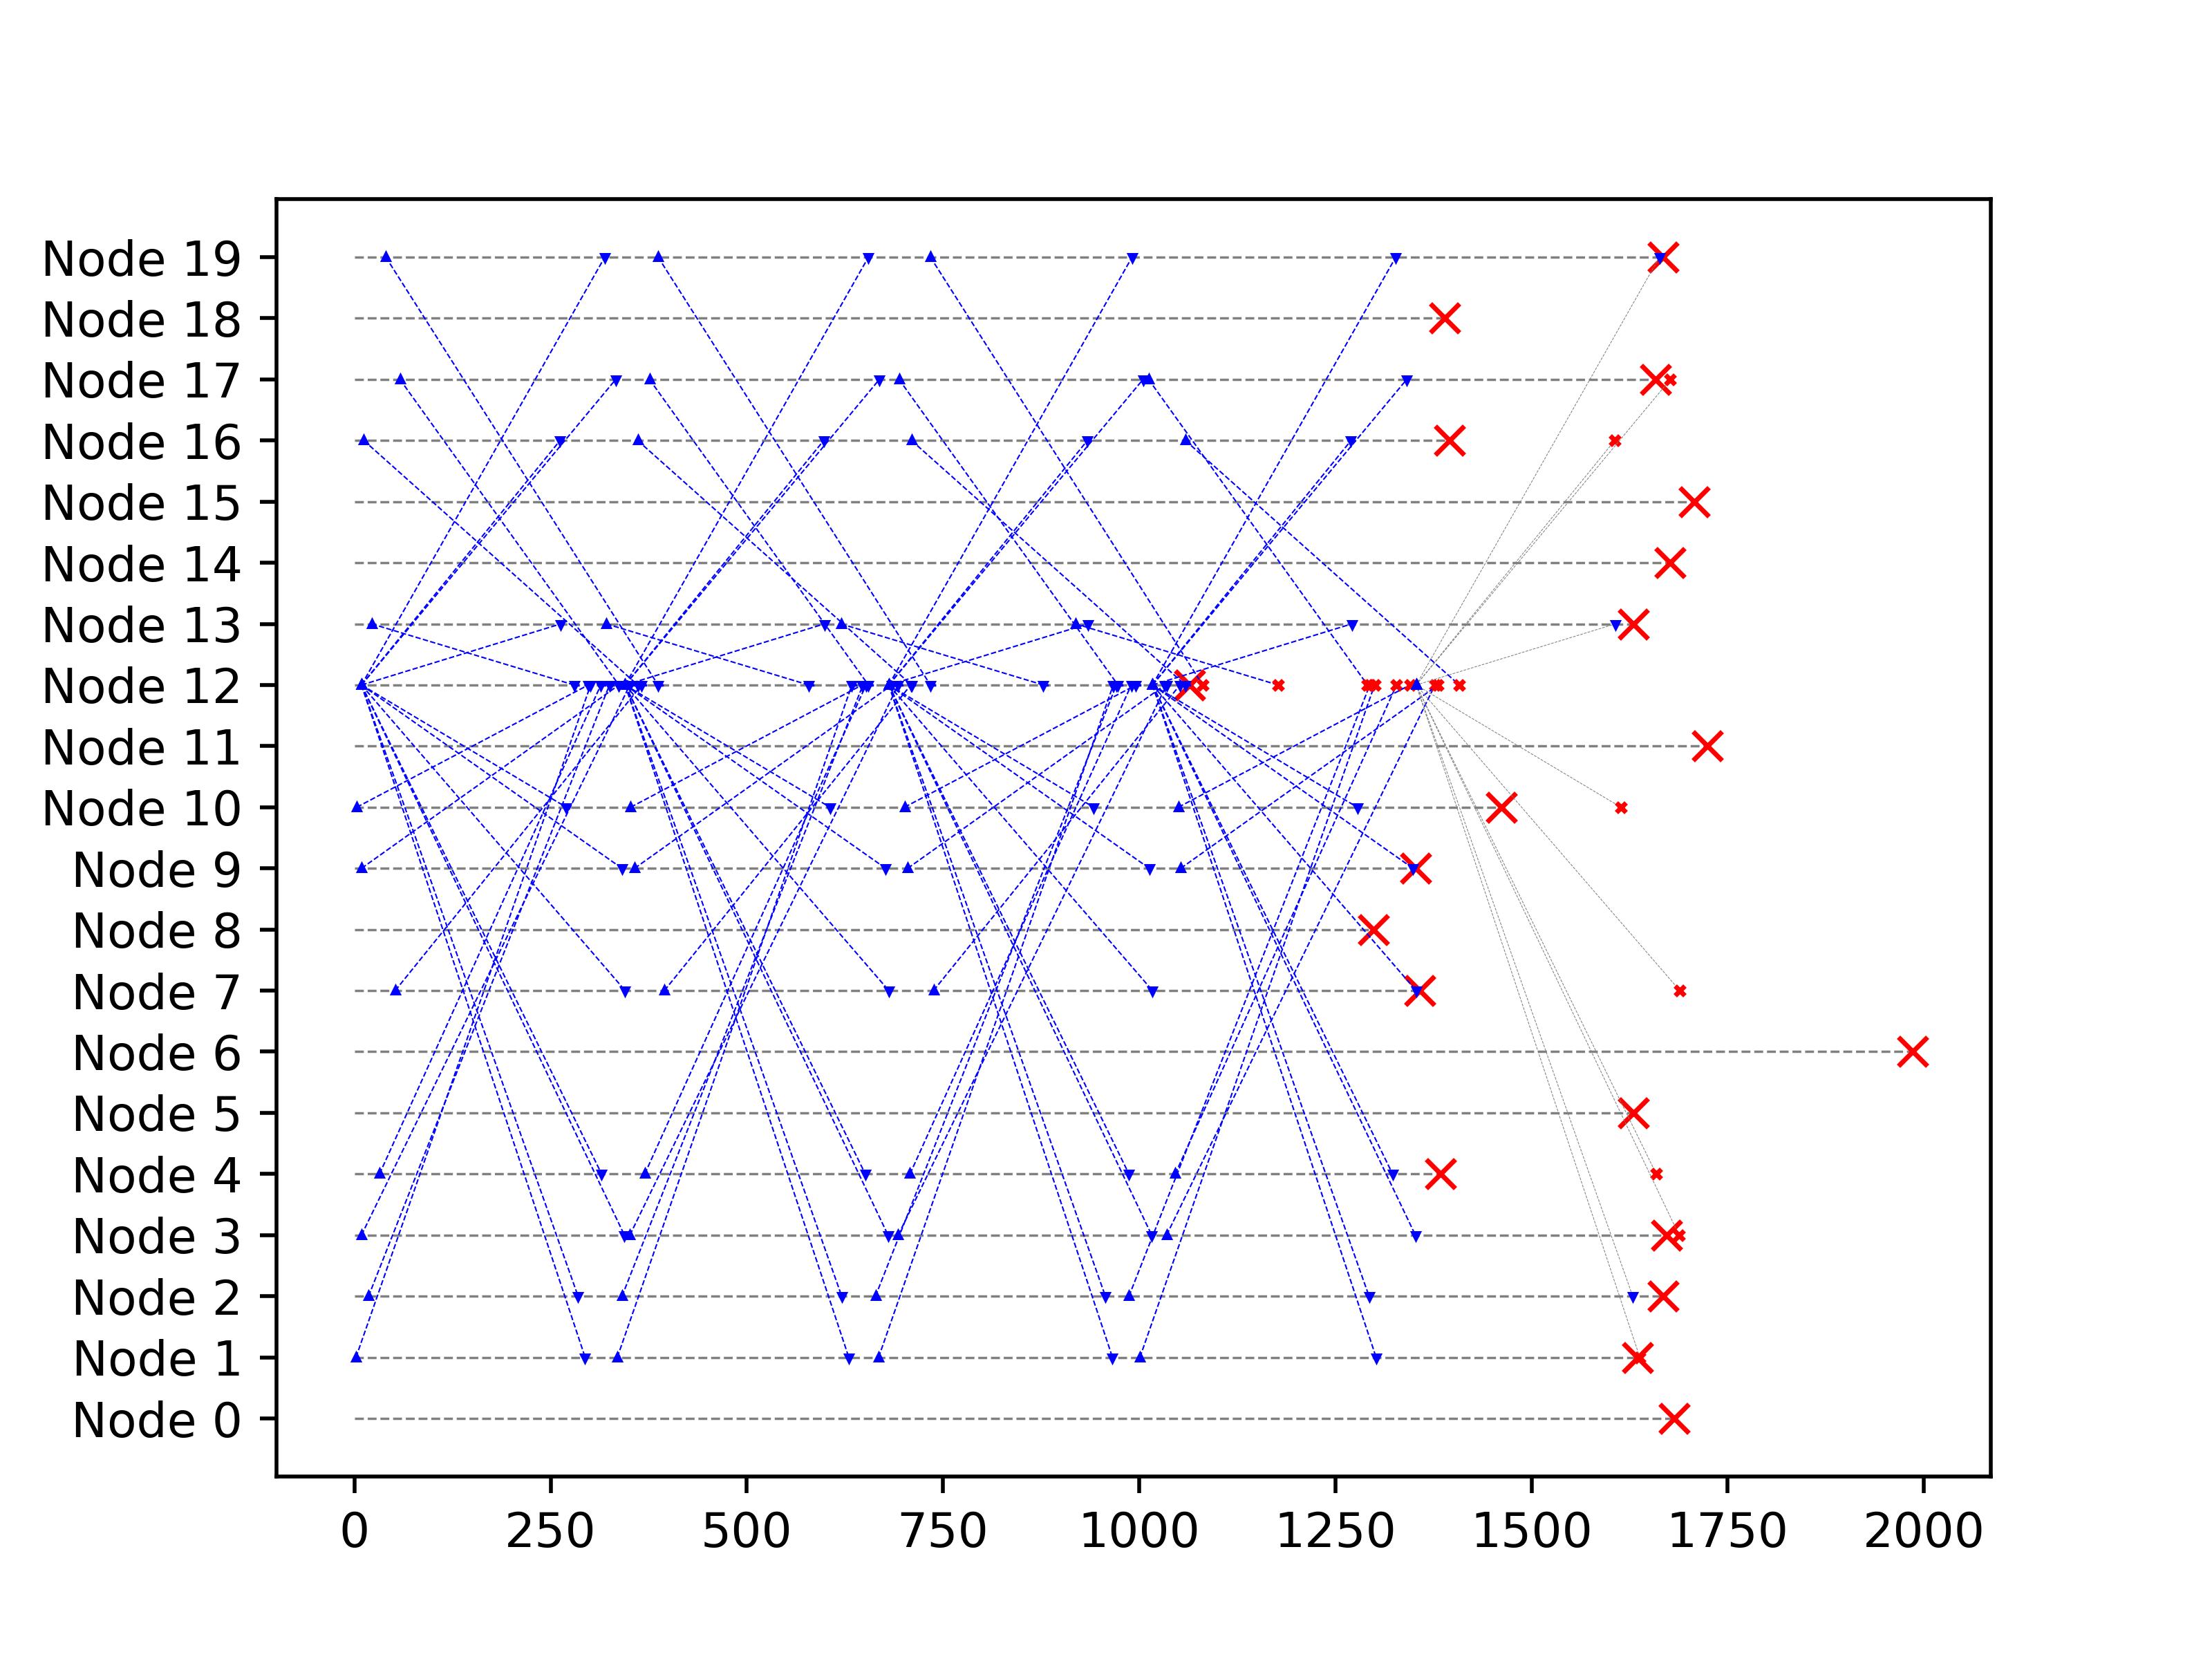 Node 19
Node 18
Node 17
Node 16
Node 15
Node 14
Node 13
Node 12
Node 11
Node 10
Node 9
Node 8
Node 7
Node 6
Node 5
Node 4
Node 3
Node 2
Node 1
Node 0
0 250 500 750 1000 1250 1500 1750 2000